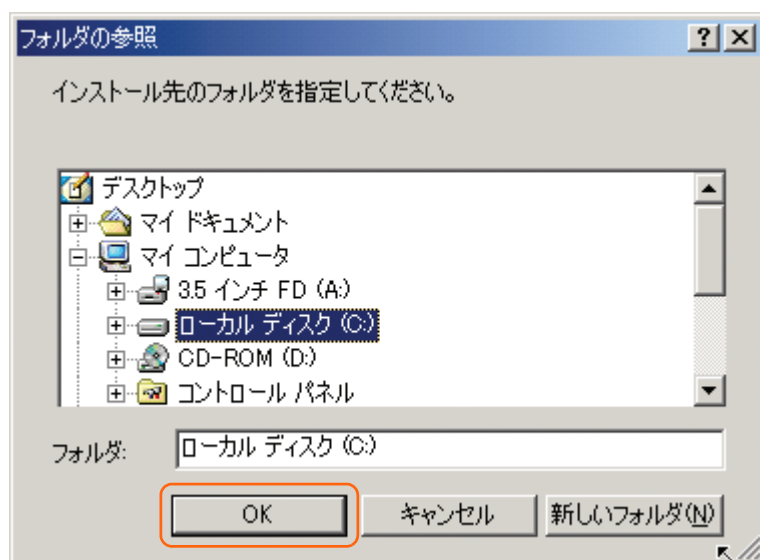 フォルダの参照
インストール先のフォルダを指定してください。
デスクトップ
マイ ドキュメント
マイ コンピュータ
3.5 インチ FD (A:)
ローカル ディスク (C:)
CD-ROM (D:)
コントロール パネル
フォルダ: ローカル ディスク (C:)
OK キャンセル 新しいフォルダ(N)